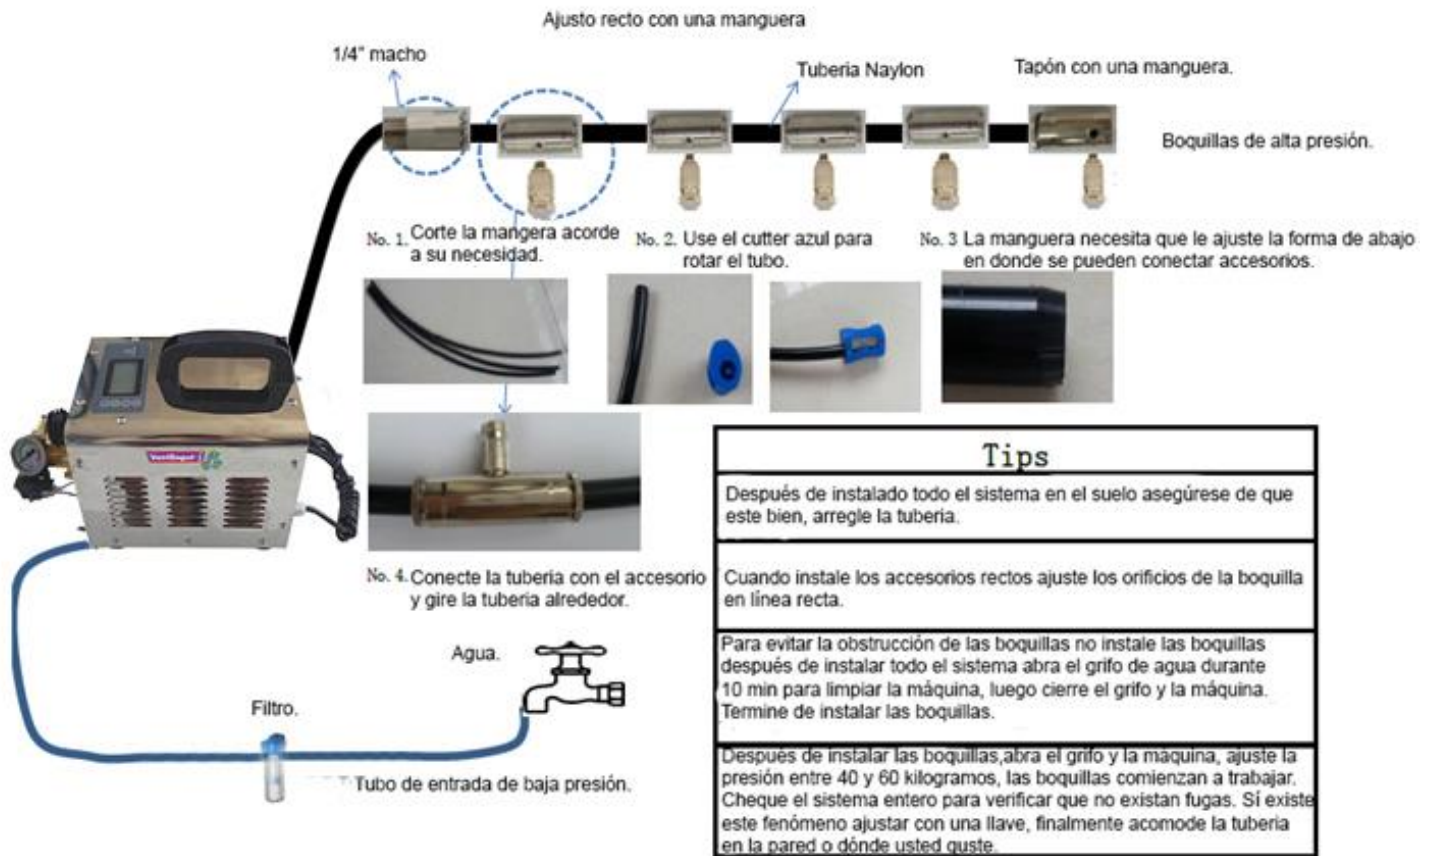 Ajusto recto con una manguera
1/4" macho
Tuberia Naylon
Tapón con una manguera.
Boquillas de alta presión.
No. 1. Corte la mangera acorde
a su necesidad.
No. 2. Use el cutter azul para
rotar el tubo.
No. 3 La manguera necesita que le ajuste la forma de abajo
en donde se pueden conectar accesorios.
No. 4. Conecte la tuberia con el accesorio
y gire la tuberia alrededor.
Agua.
Filtro.
Tubo de entrada de baja presión.
Tips
Después de instalado todo el sistema en el suelo asegúrese de que
este bien, arregle la tuberia.
Cuando instale los accesorios rectos ajuste los orificios de la boquilla
en línea recta.
Para evitar la obstrucción de las boquillas no instale las boquillas
después de instalar todo el sistema abra el grifo de agua durante
10 min para limpiar la máquina, luego cierre el grifo y la máquina.
Termine de instalar las boquillas.
Después de instalar las boquillas,abra el grifo y la máquina, ajuste la
presión entre 40 y 60 kilogramos, las boquillas comienzan a trabajar.
Cheque el sistema entero para verificar que no existan fugas. Sí existe
este fenómeno ajustar con una llave, finalmente acomode la tuberia
en la pared o dónde usted guste.